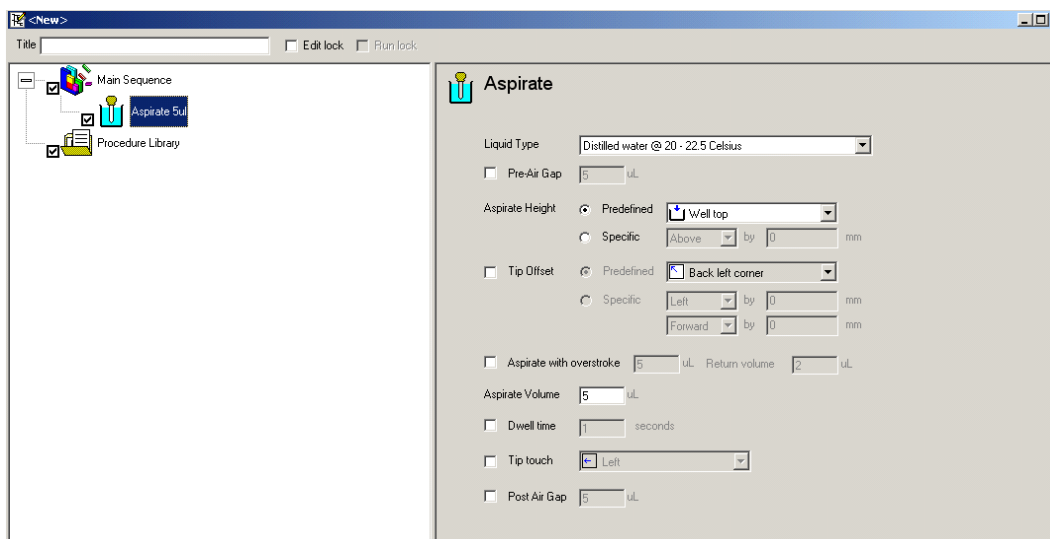 <New>
Title Edit lock Run lock
Main Sequence
Aspirate 5ul
Procedure Library
Aspirate
Liquid Type Distilled water @ 20 - 22.5 Celsius
Pre-Air Gap 5 uL
Aspirate Height Predefined Well top
Specific Above by 0 mm
Tip Offset Predefined Back left corner
Specific Left by 0 mm
Forward by 0 mm
Aspirate with overstroke 5 uL Return volume 2 uL
Aspirate Volume 5 uL
Dwell time 1 seconds
Tip touch Left
Post Air Gap 5 uL